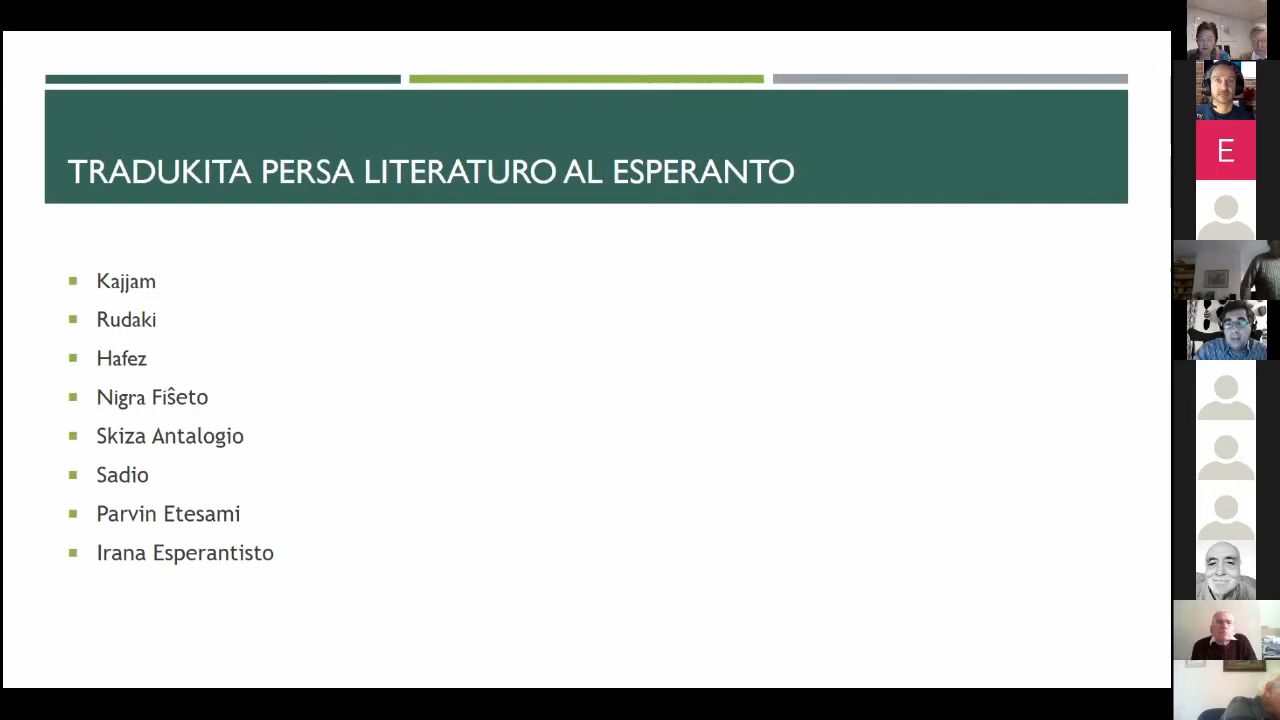 TRADUKITA PERSA LITERATURO AL ESPERANTO
Kajjam
Rudaki
Hafez
Nigra Fiŝeto
Skiza Antalogio
Sadio
Parvin Etesami
Irana Esperantisto
E